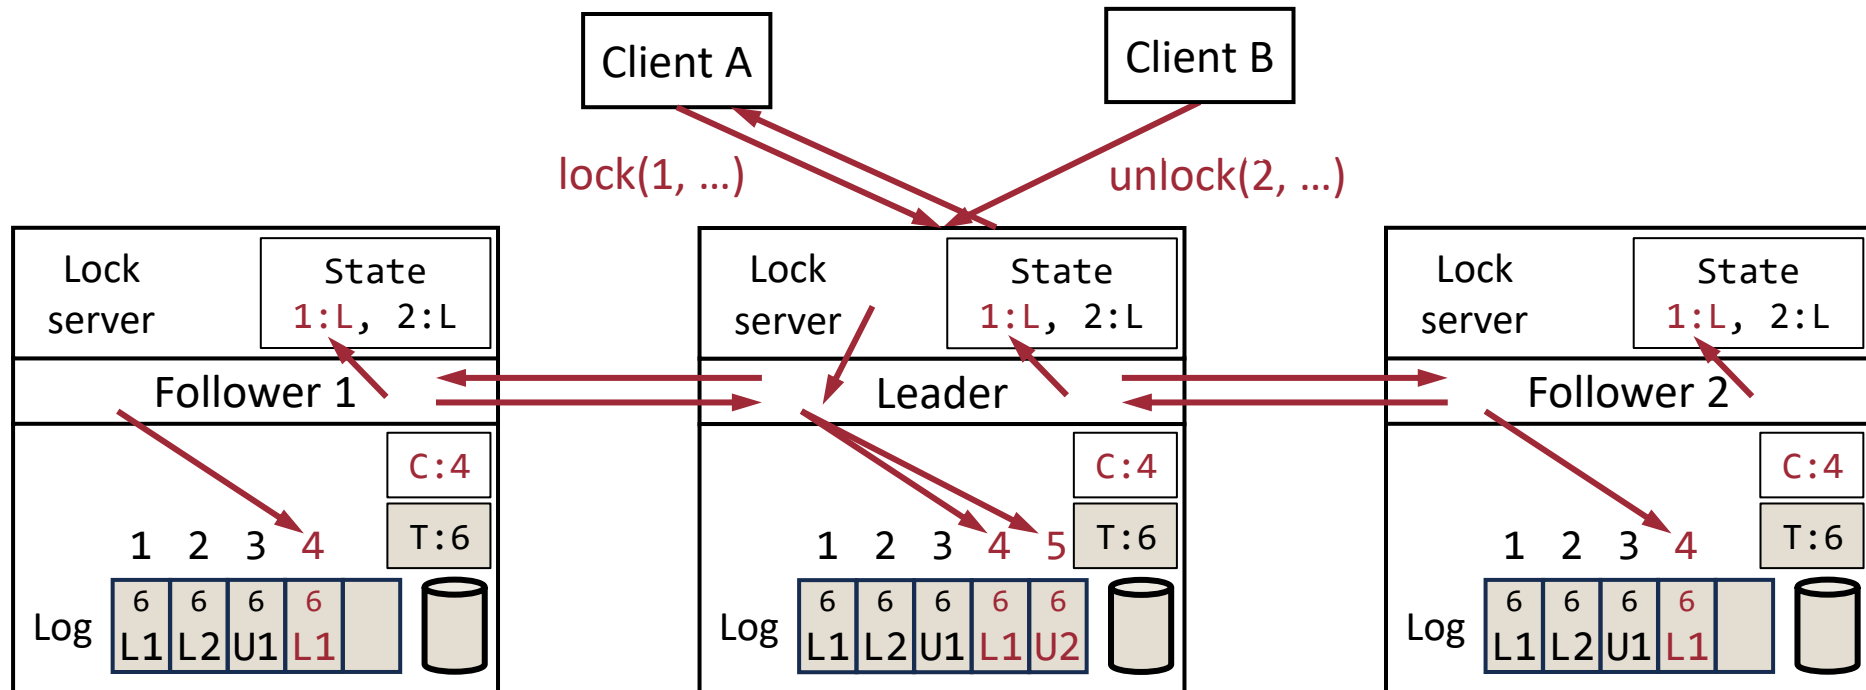 Client A
Client B
lock(1, …)
unlock(2, …)
Lock
server
State
1:L, 2:L
Follower 1
C:4
T:6
1 2 3 4
Log
6 6 6 6
L1 L2 U1 L1
Lock
server
State
1:L, 2:L
Leader
C:4
T:6
1 2 3 4 5
Log
6 6 6 6 6
L1 L2 U1 L1 U2
Lock
server
State
1:L, 2:L
Follower 2
C:4
T:6
1 2 3 4
Log
6 6 6 6
L1 L2 U1 L1